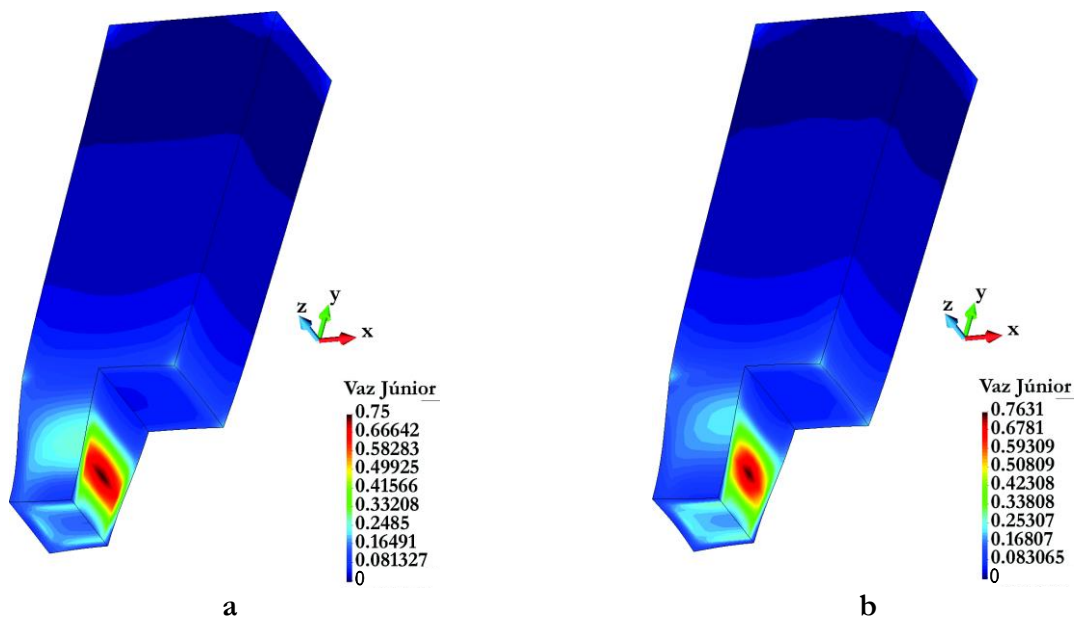 z
y
x
Vaz Júnior
0.75
0.66642
0.58283
0.49925
0.41566
0.33208
0.2485
0.16491
0.081327
0
a
z
y
x
Vaz Júnior
0.7631
0.6781
0.59309
0.50809
0.42308
0.33808
0.25307
0.16807
0.083065
0
b